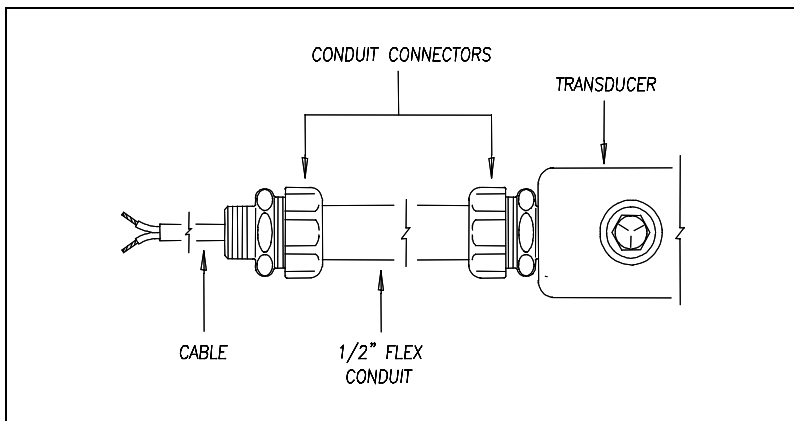 CONDUIT CONNECTORS
TRANSDUCER
CABLE
1/2" FLEX
CONDUIT